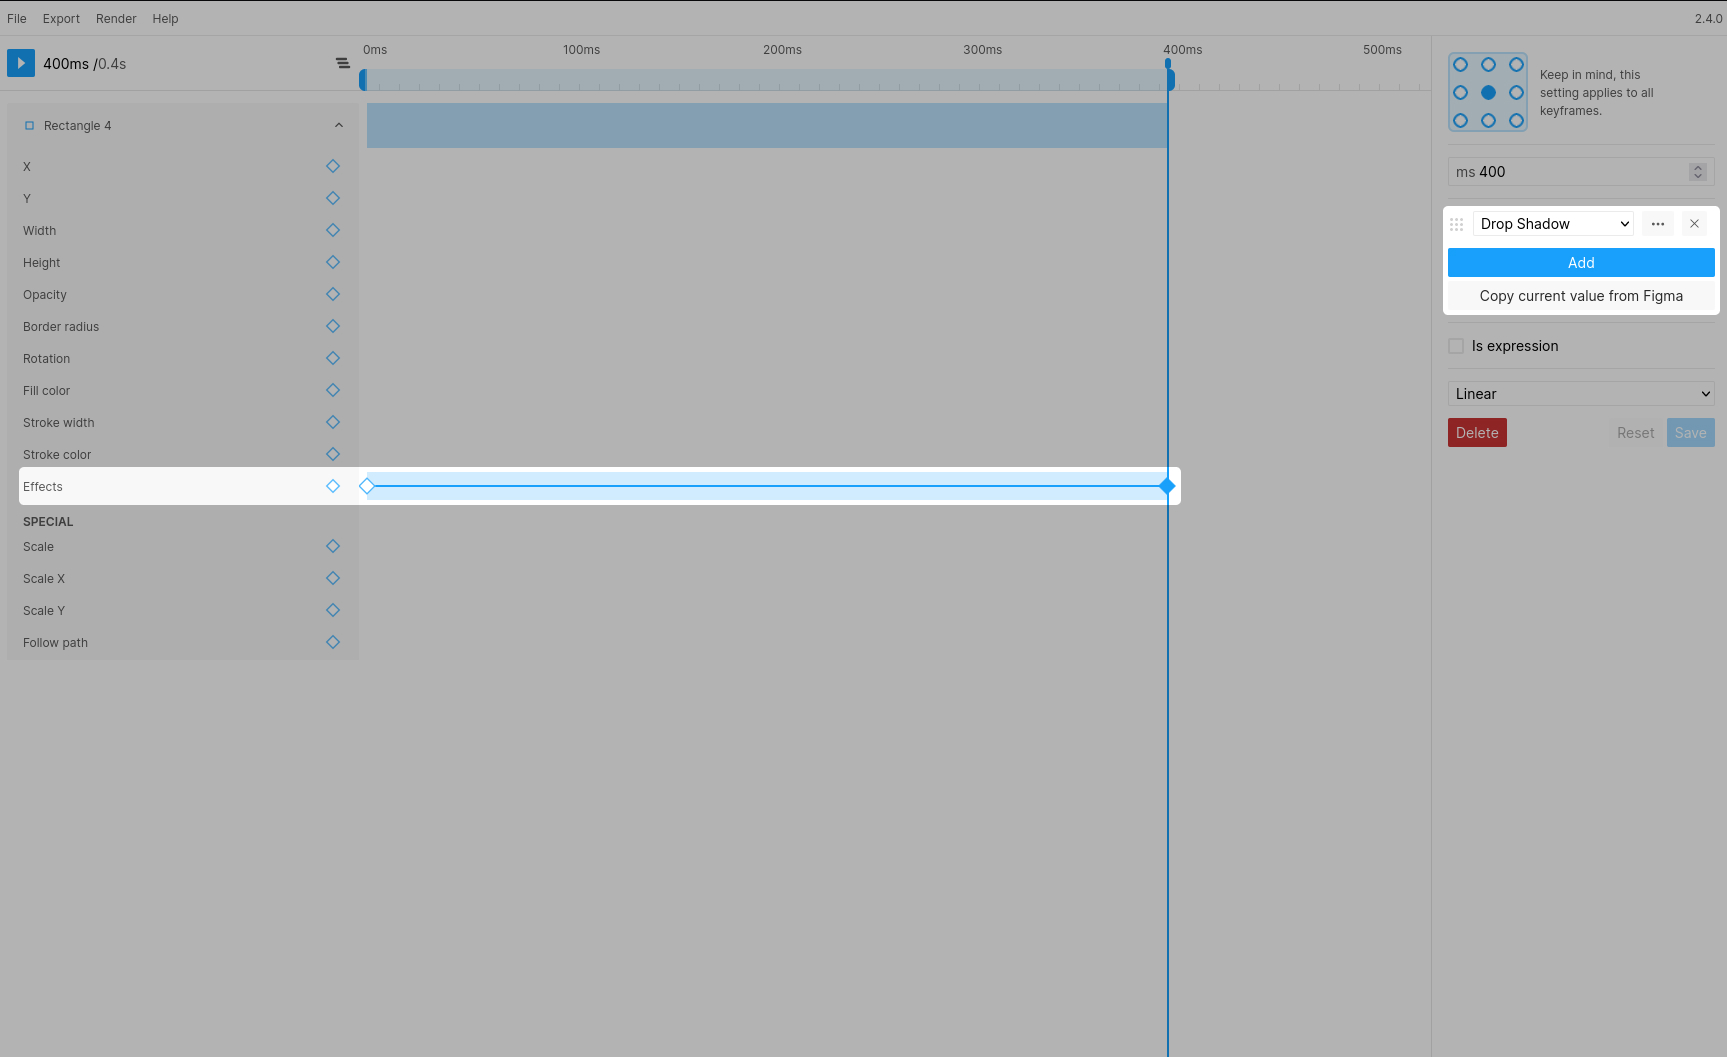 File Export Render Help 2.4.0
400ms /0.4s
0ms 100ms 200ms 300ms 400ms 500ms
Keep in mind, this
setting applies to all
keyframes.
Rectangle 4
X
Y
Width
Height
Opacity
Border radius
Rotation
Fill color
Stroke width
Stroke color
Effects
SPECIAL
Scale
Scale X
Scale Y
Follow path
ms 400
Drop Shadow
Add
Copy current value from Figma
Is expression
Linear
Delete Reset Save